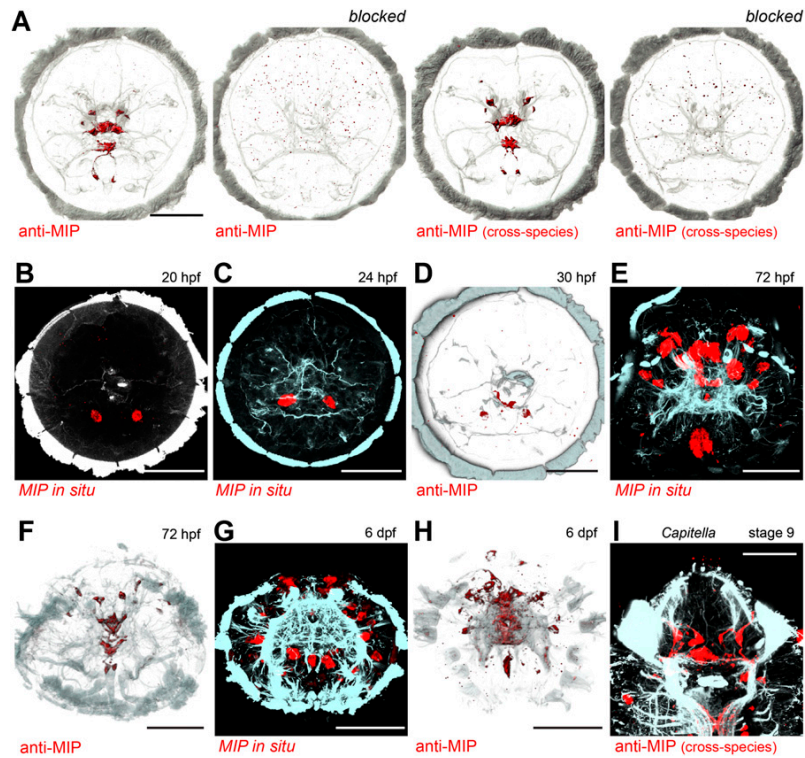 A
blocked
blocked
anti-MIP
anti-MIP
anti-MIP (cross-species)
anti-MIP (cross-species)
B
20 hpf
C
24 hpf
D
30 hpf
E
72 hpf
MIP in situ
MIP in situ
anti-MIP
MIP in situ
F
72 hpf
G
6 dpf
H
6 dpf
I
Capitella
stage 9
anti-MIP
MIP in situ
anti-MIP
anti-MIP (cross-species)